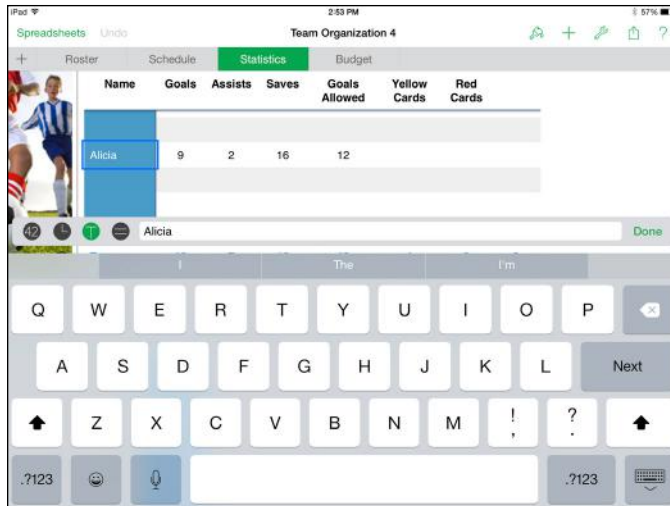 iPad 2:53 PM 57%
Spreadsheets Undo Team Organization 4 ?
+ Roster Schedule Statistics Budget
Name Goals Assists Saves Goals Allowed Yellow Cards Red Cards
Alicia 9 2 16 12
42 T = Alicia Done
I The I'm
Q W E R T Y U I O P
A S D F G H J K L Next
Z X C V B N M ! , ? .
.?123 .?123